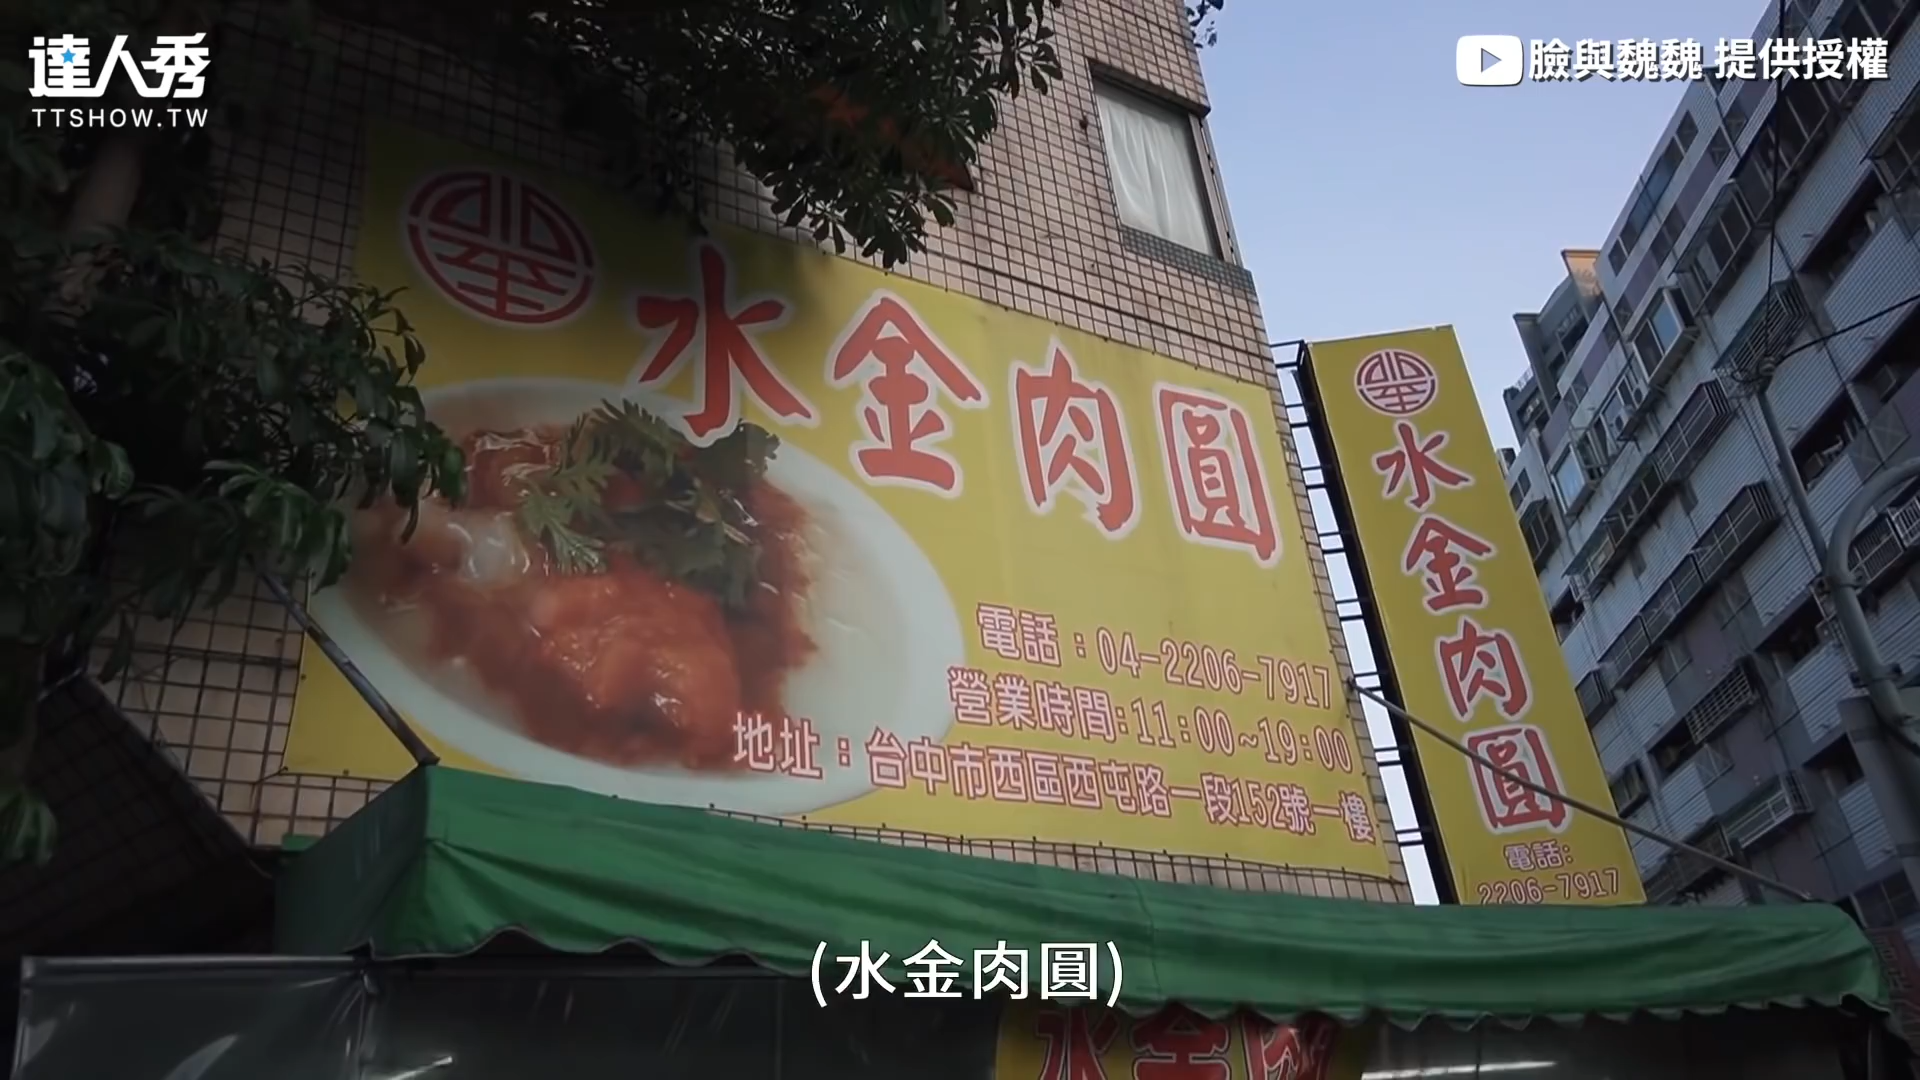 達人秀
TTSHOW.TW
臉與魏魏 提供授權
水金肉圓
電話：04-2206-7917
營業時間:11:00~19:00
地址：台中市西區西屯路一段152號一樓
水金肉圓
電話:
2206-7917
(水金肉圓)
水金肉